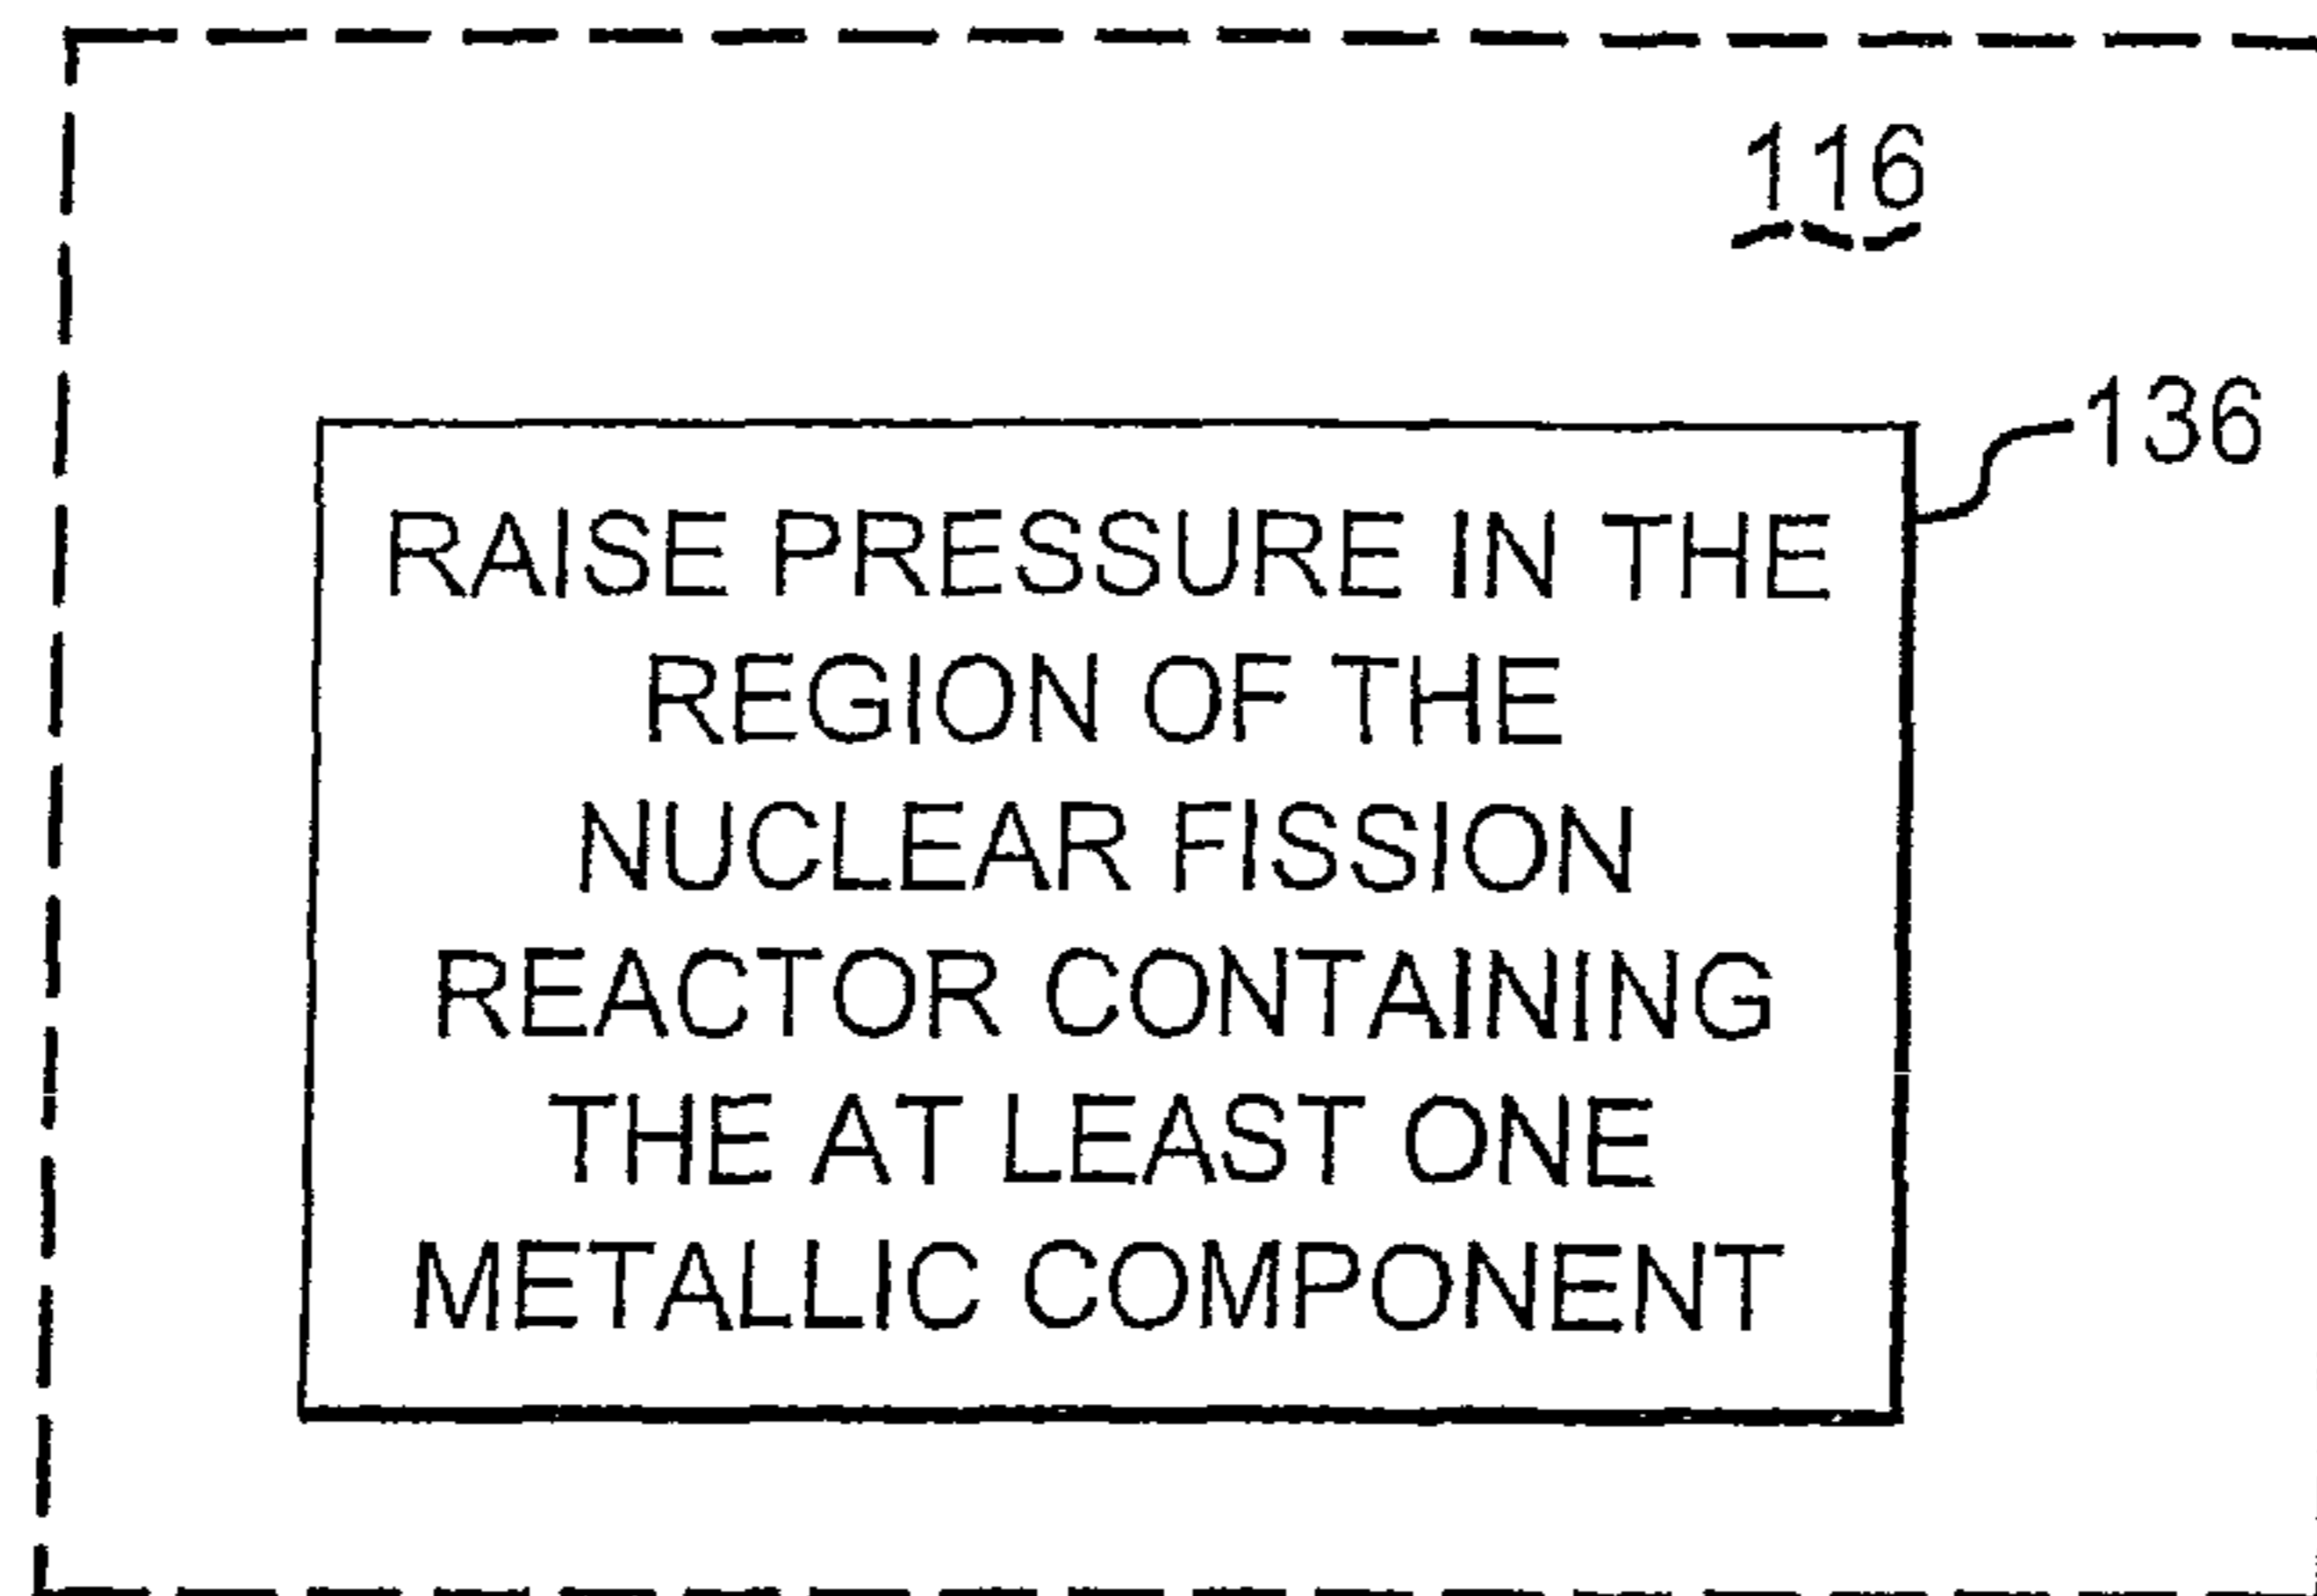 116
136
RAISE PRESSURE IN THE
REGION OF THE
NUCLEAR FISSION
REACTOR CONTAINING
THE AT LEAST ONE
METALLIC COMPONENT